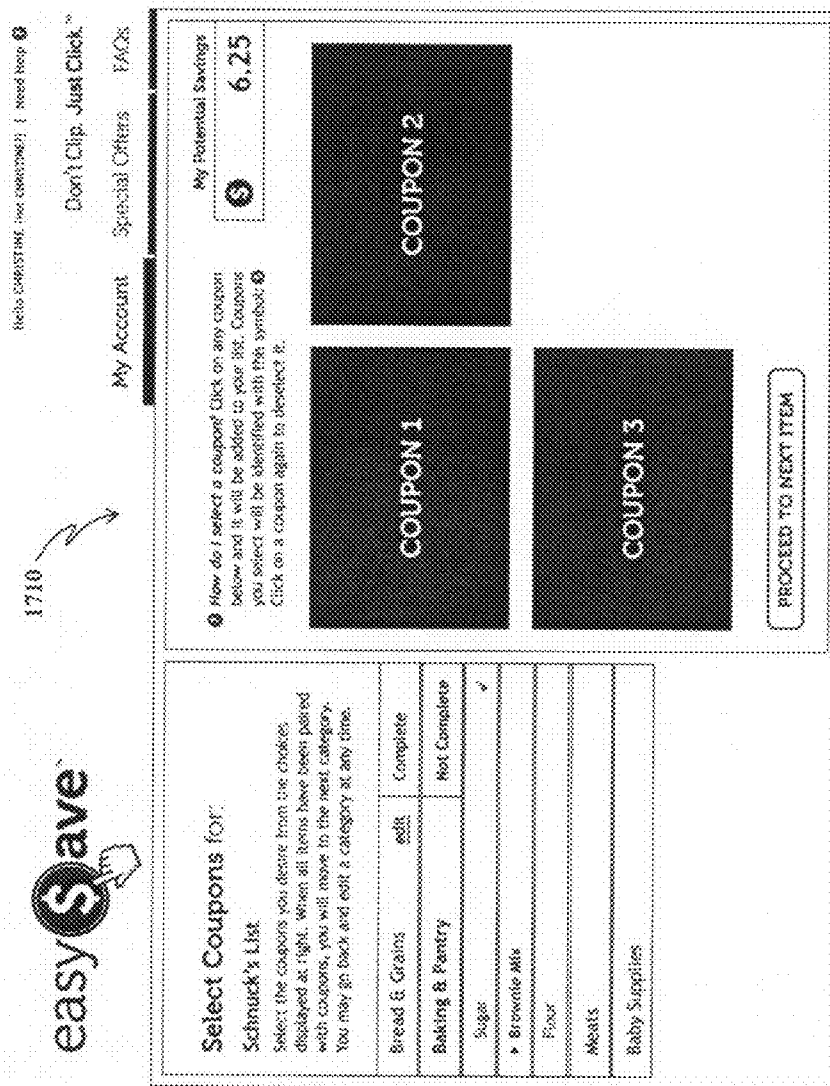 Hello CHRISTINE (not CHRISTINE?) | Need Help ?
1710
easy$ave
Don't Clip. Just Click.™
My Account
Special Offers
FAQs
Select Coupons for:
Schnuck's List
Select the coupons you desire from the choices
displayed at right. When all items have been paired
with coupons, you will move to the next category.
You may go back and edit a category at any time.
Bread & Grains edit Complete
Baking & Pantry Not Complete
Sugar ✓
▸ Brownie Mix
Flour
Meats
Baby Supplies
How do I select a coupon? Click on any coupon
below and it will be added to your list. Coupons
you select will be identified with the symbol:
Click on a coupon again to deselect it.
My Potential Savings
$ 6.25
COUPON 1
COUPON 2
COUPON 3
PROCEED TO NEXT ITEM